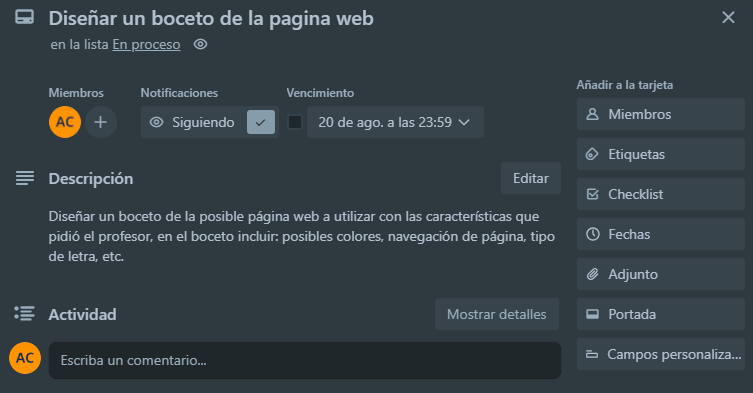 Diseñar un boceto de la pagina web
en la lista En proceso
Miembros
Notificaciones
Vencimiento
AC
Siguiendo
20 de ago. a las 23:59
Descripción
Editar
Diseñar un boceto de la posible página web a utilizar con las características que
pidió el profesor, en el boceto incluir: posibles colores, navegación de página, tipo
de letra, etc.
Actividad
Mostrar detalles
AC
Escriba un comentario...
Añadir a la tarjeta
Miembros
Etiquetas
Checklist
Fechas
Adjunto
Portada
Campos personaliza...